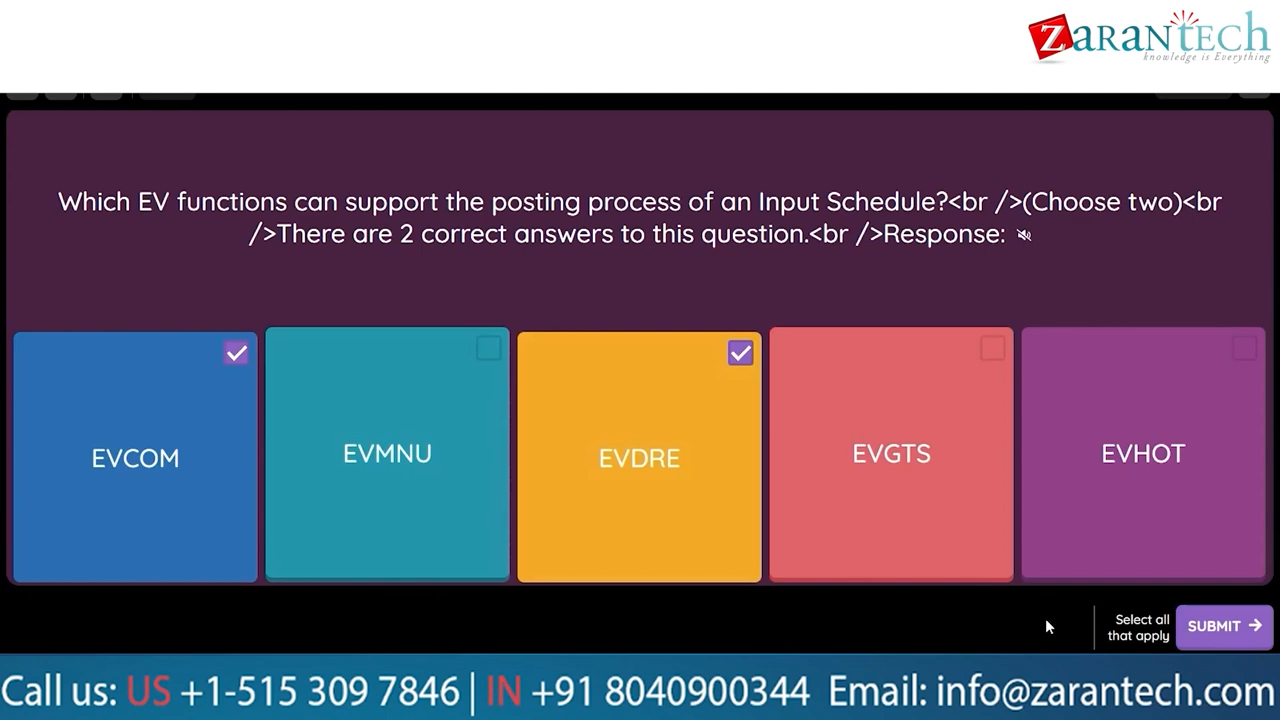 ZARANTECH
knowledge is Everything
Which EV functions can support the posting process of an Input Schedule?<br />(Choose two)<br
/>There are 2 correct answers to this question.<br />Response:
EVCOM
EVMNU
EVDRE
EVGTS
EVHOT
Select all
that apply
SUBMIT
Call us: US +1-515 309 7846 | IN +91 8040900344 Email: info@zarantech.com